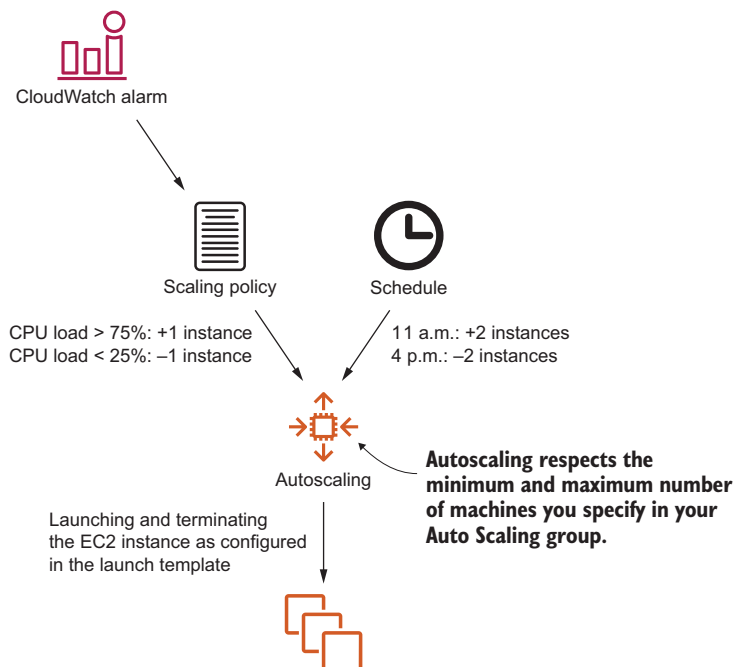 CloudWatch alarm
Scaling policy
Schedule
CPU load > 75%: +1 instance
CPU load < 25%: –1 instance
11 a.m.: +2 instances
4 p.m.: –2 instances
Autoscaling
Autoscaling respects the
minimum and maximum number
of machines you specify in your
Auto Scaling group.
Launching and terminating
the EC2 instance as configured
in the launch template